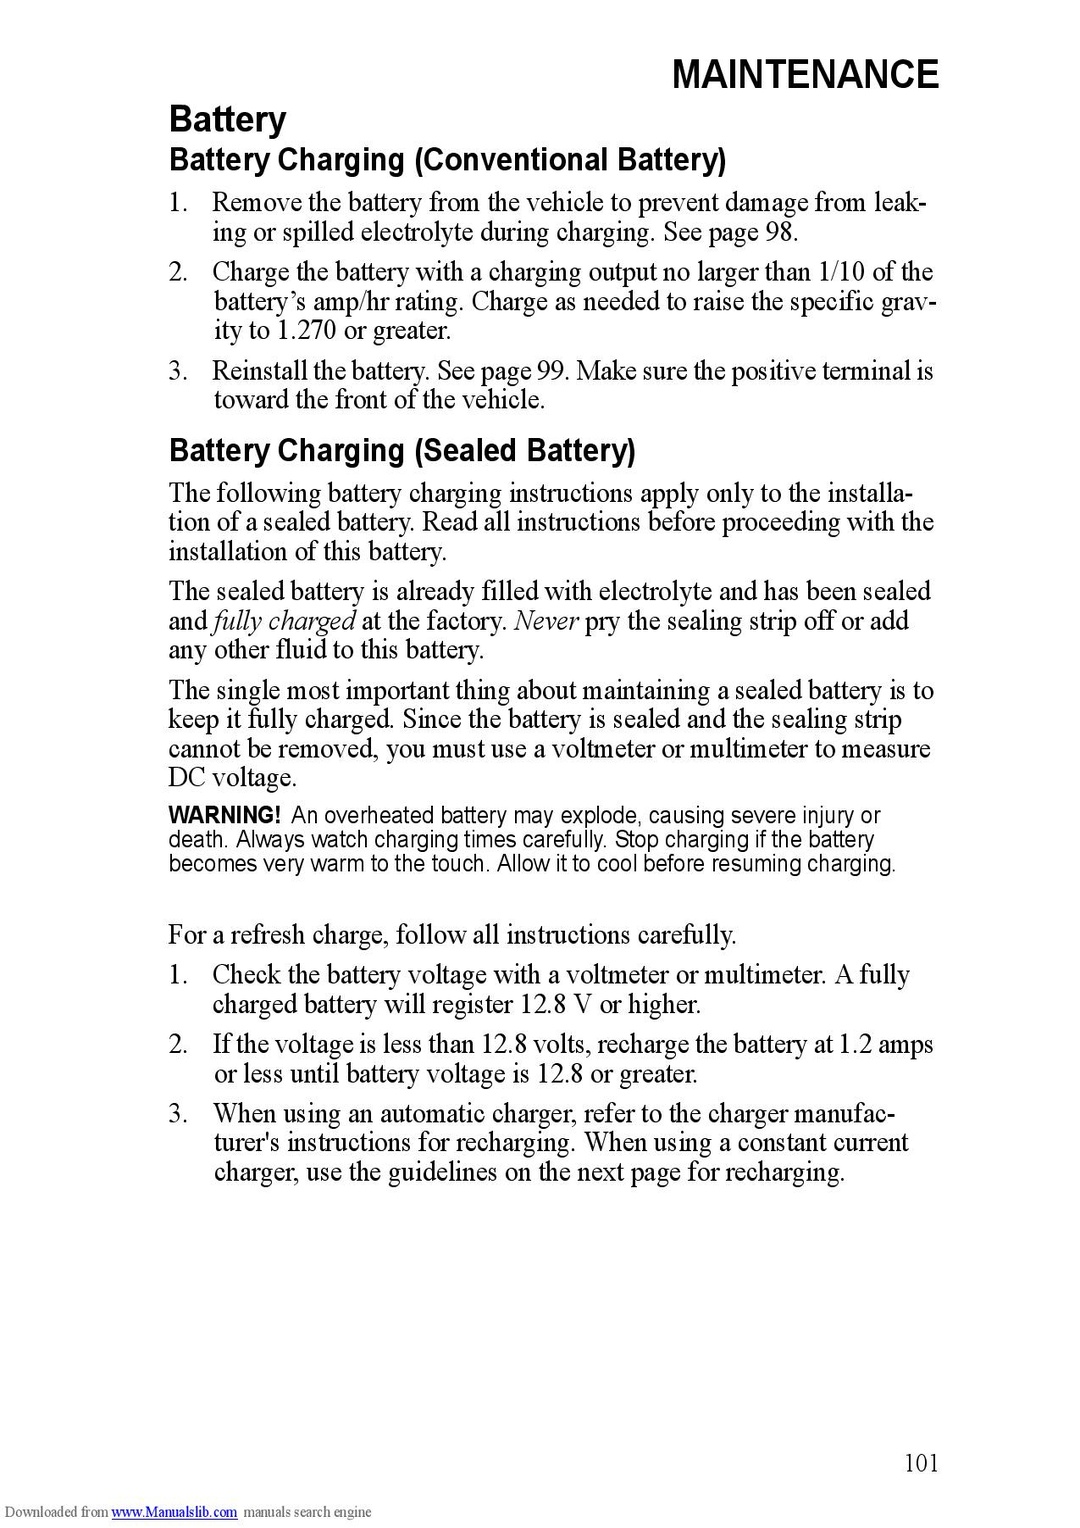 MAINTENANCE
Battery
Battery Charging (Conventional Battery)
1. Remove the battery from the vehicle to prevent damage from leak-
ing or spilled electrolyte during charging. See page 98.
2. Charge the battery with a charging output no larger than 1/10 of the
battery’s amp/hr rating. Charge as needed to raise the specific grav-
ity to 1.270 or greater.
3. Reinstall the battery. See page 99. Make sure the positive terminal is
toward the front of the vehicle.
Battery Charging (Sealed Battery)
The following battery charging instructions apply only to the installa-
tion of a sealed battery. Read all instructions before proceeding with the
installation of this battery.
The sealed battery is already filled with electrolyte and has been sealed
and fully charged at the factory. Never pry the sealing strip off or add
any other fluid to this battery.
The single most important thing about maintaining a sealed battery is to
keep it fully charged. Since the battery is sealed and the sealing strip
cannot be removed, you must use a voltmeter or multimeter to measure
DC voltage.
WARNING! An overheated battery may explode, causing severe injury or
death. Always watch charging times carefully. Stop charging if the battery
becomes very warm to the touch. Allow it to cool before resuming charging.
For a refresh charge, follow all instructions carefully.
1. Check the battery voltage with a voltmeter or multimeter. A fully
charged battery will register 12.8 V or higher.
2. If the voltage is less than 12.8 volts, recharge the battery at 1.2 amps
or less until battery voltage is 12.8 or greater.
3. When using an automatic charger, refer to the charger manufac-
turer's instructions for recharging. When using a constant current
charger, use the guidelines on the next page for recharging.
101
Downloaded from www.Manualslib.com manuals search engine